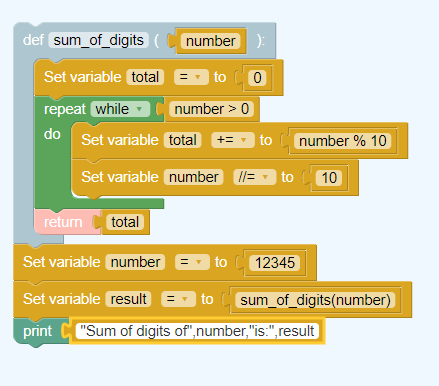 def sum_of_digits ( number ):
Set variable total = to 0
repeat while number > 0
do Set variable total += to number % 10
Set variable number //= to 10
return total
Set variable number = to 12345
Set variable result = to sum_of_digits(number)
print "Sum of digits of",number,"is:",result